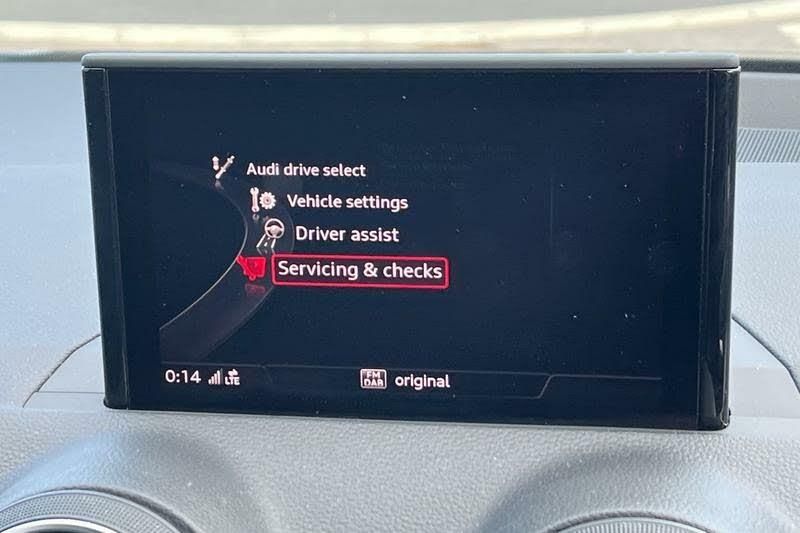 Audi drive select
Vehicle settings
Driver assist
Servicing & checks
0:14 LTE FM DAB original